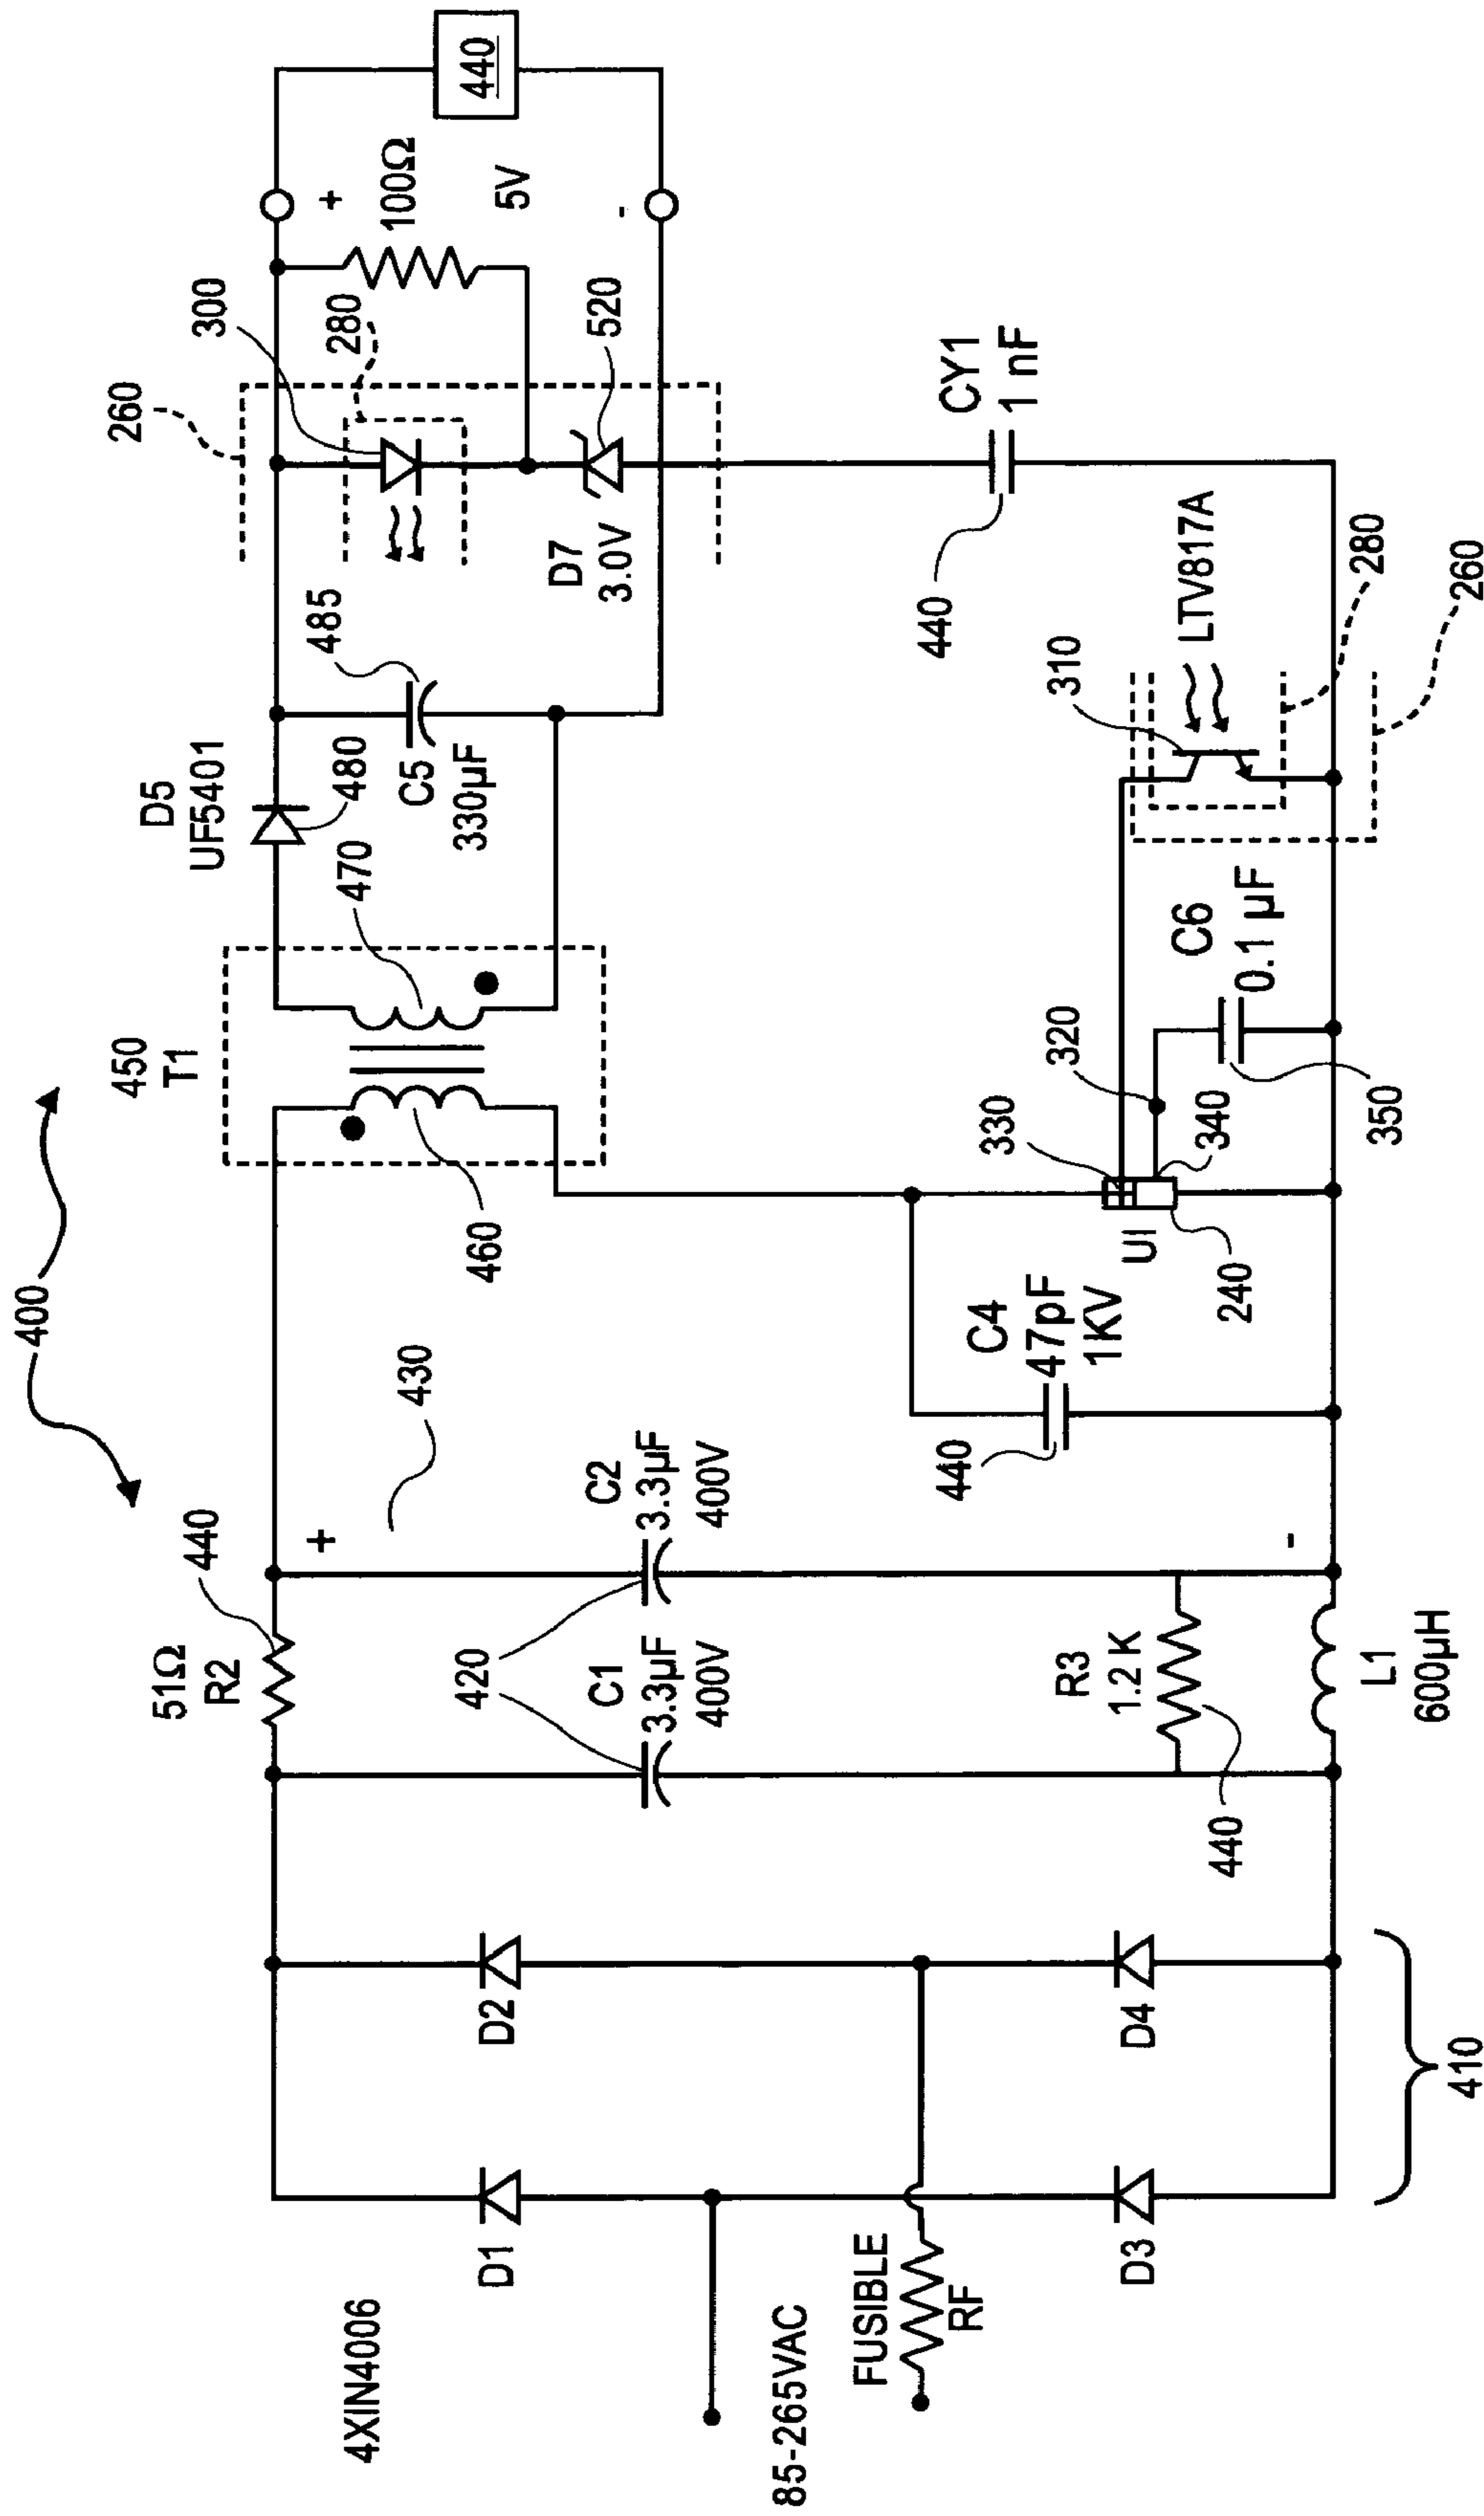 400
4XIN4006
D1
D2
85-265VAC
FUSIBLE
RF
D3
D4
410
51Ω
R2
440
420
C1
3.3µF
400V
C2
3.3µF
400V
+
430
-
R3
1.2 K
440
L1
600µH
450
T1
460
470
C4
47pF
1KV
440
UI
240
330
340
320
350
C6
0.1 µF
D5
UF5401
480
C5
330µF
485
260
300
280
D7
3.0V
520
100Ω
+
5V
-
440
CY1
1 nF
440
310
LTV817A
280
260